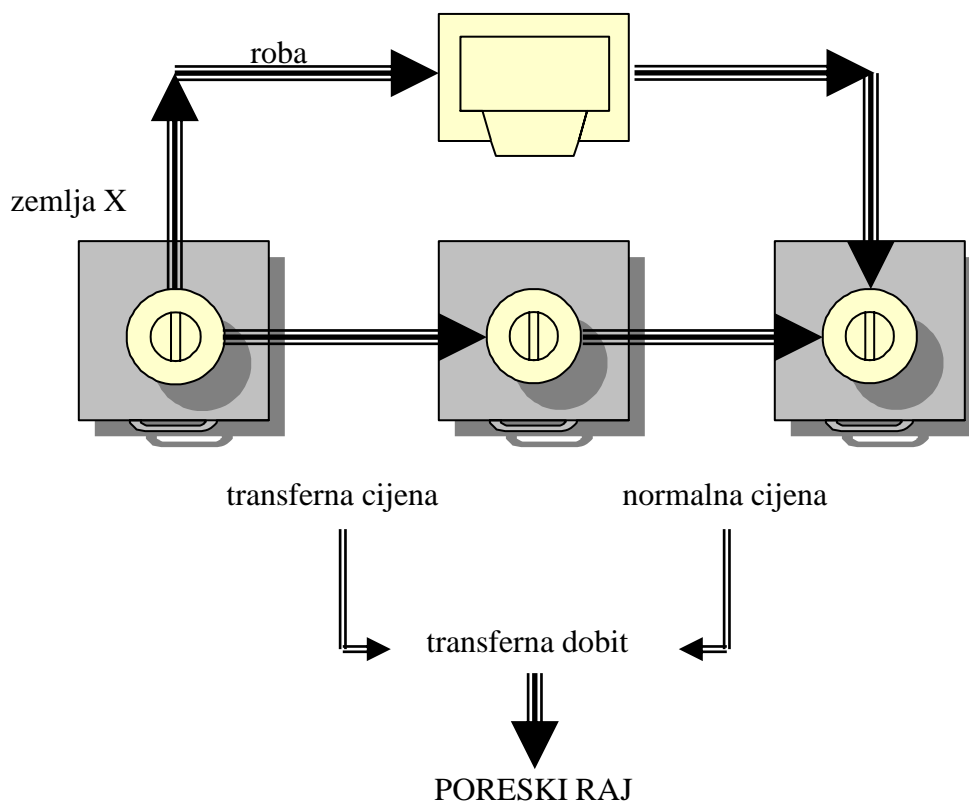 roba
zemlja X
transferna cijena
normalna cijena
transferna dobit
PORESKI RAJ